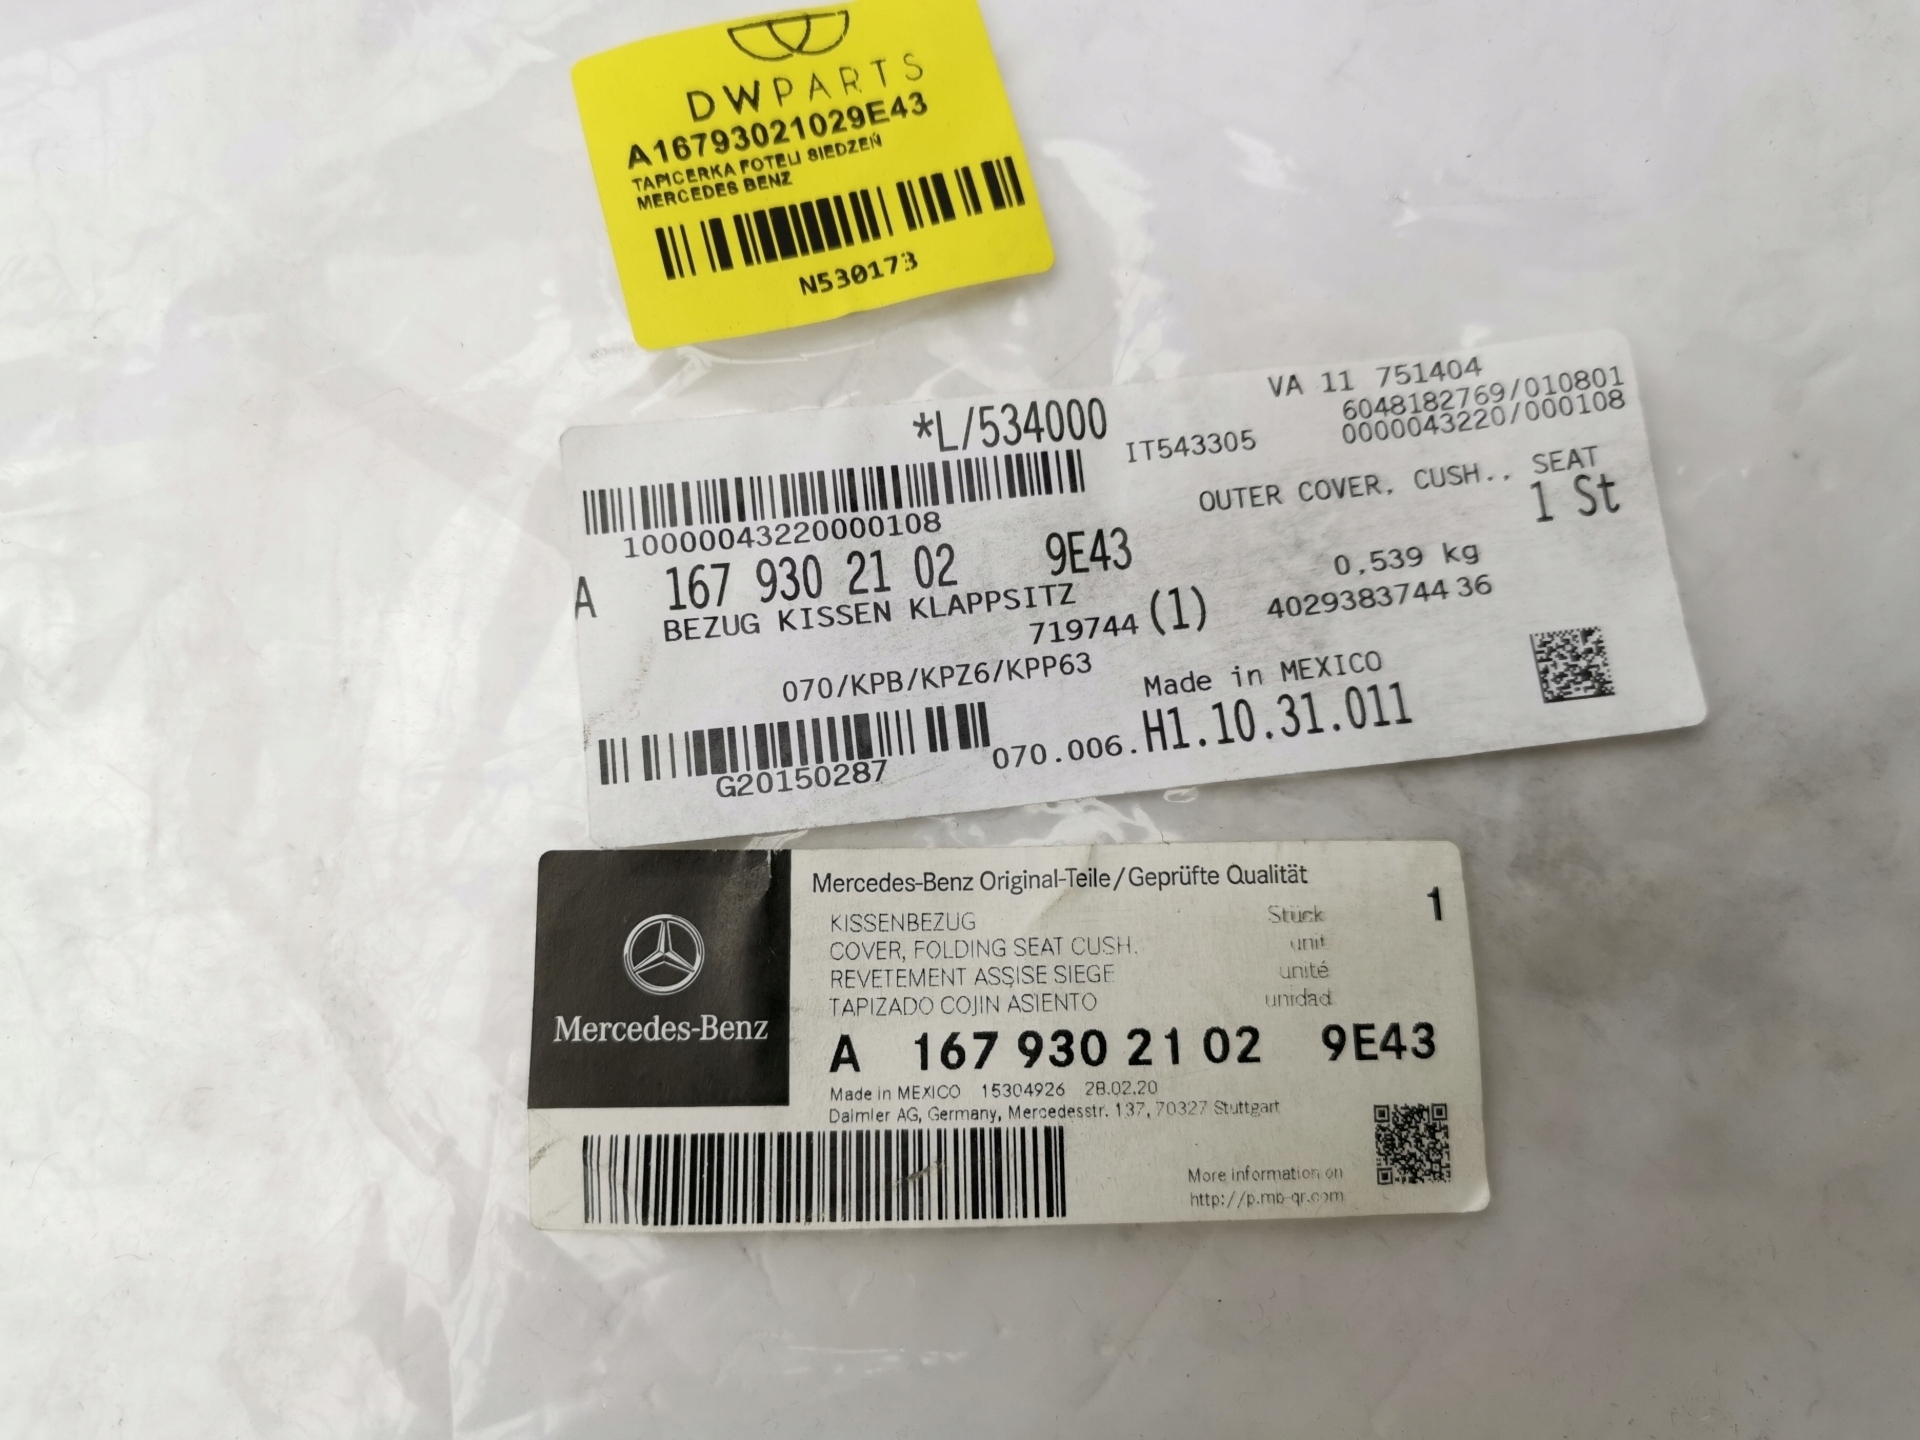 DWPARTS
A16793021029E43
TAPICERKA FOTELI SIEDZEŃ
MERCEDES BENZ
N530173
VA 11 751404
6048182769/010801
0000043220/000108
*L/534000
IT543305
OUTER COVER, CUSH.., SEAT
1 St
10000043220000108
A 167 930 21 02 9E43
0,539 kg
BEZUG KISSEN KLAPPSITZ
719744 (1)
402938374436
070/KPB/KPZ6/KPP63
Made in MEXICO
G20150287
070.006.H1.10.31.011
Mercedes-Benz
Mercedes-Benz Original-Teile/Geprüfte Qualität
KISSENBEZUG Stück 1
COVER, FOLDING SEAT CUSH. unit
REVETEMENT ASSISE SIEGE unité
TAPIZADO COJIN ASIENTO unidad
A 167 930 21 02 9E43
Made in MEXICO 15304926 28.02.20
Daimler AG, Germany, Mercedesstr. 137, 70327 Stuttgart
More information on
http://p.mb-qr.com